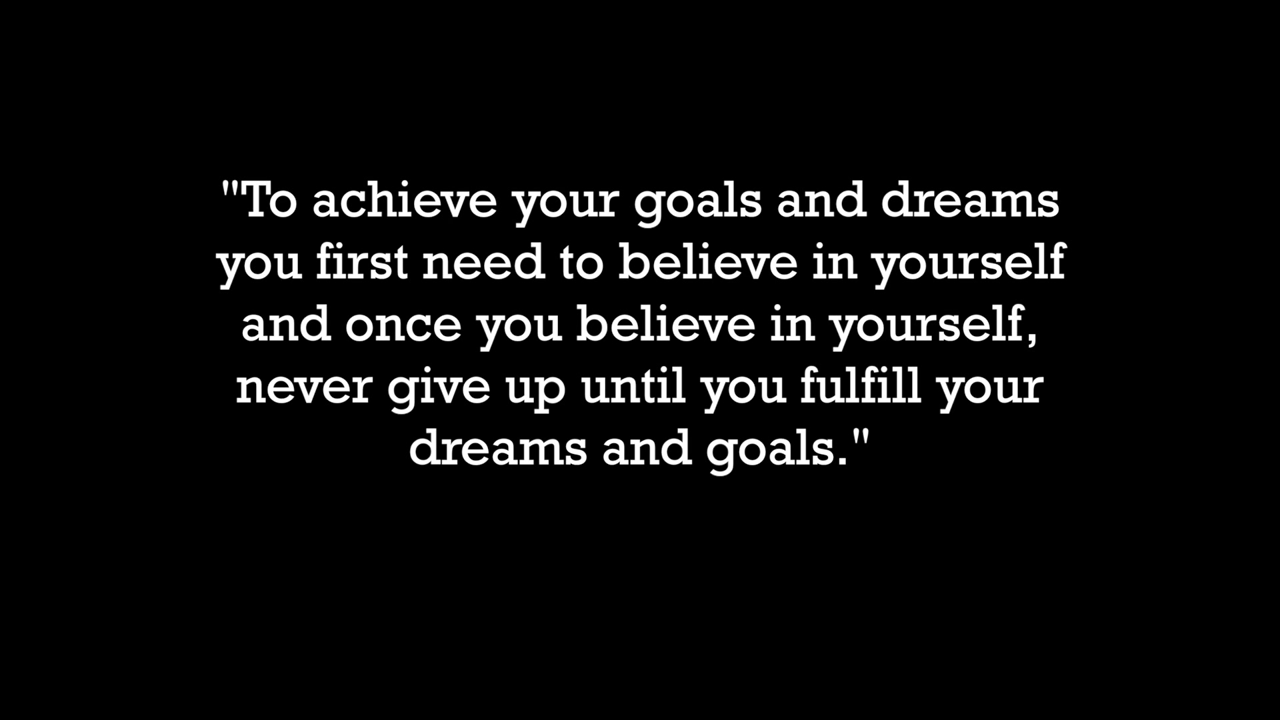 "To achieve your goals and dreams
you first need to believe in yourself
and once you believe in yourself,
never give up until you fulfill your
dreams and goals."